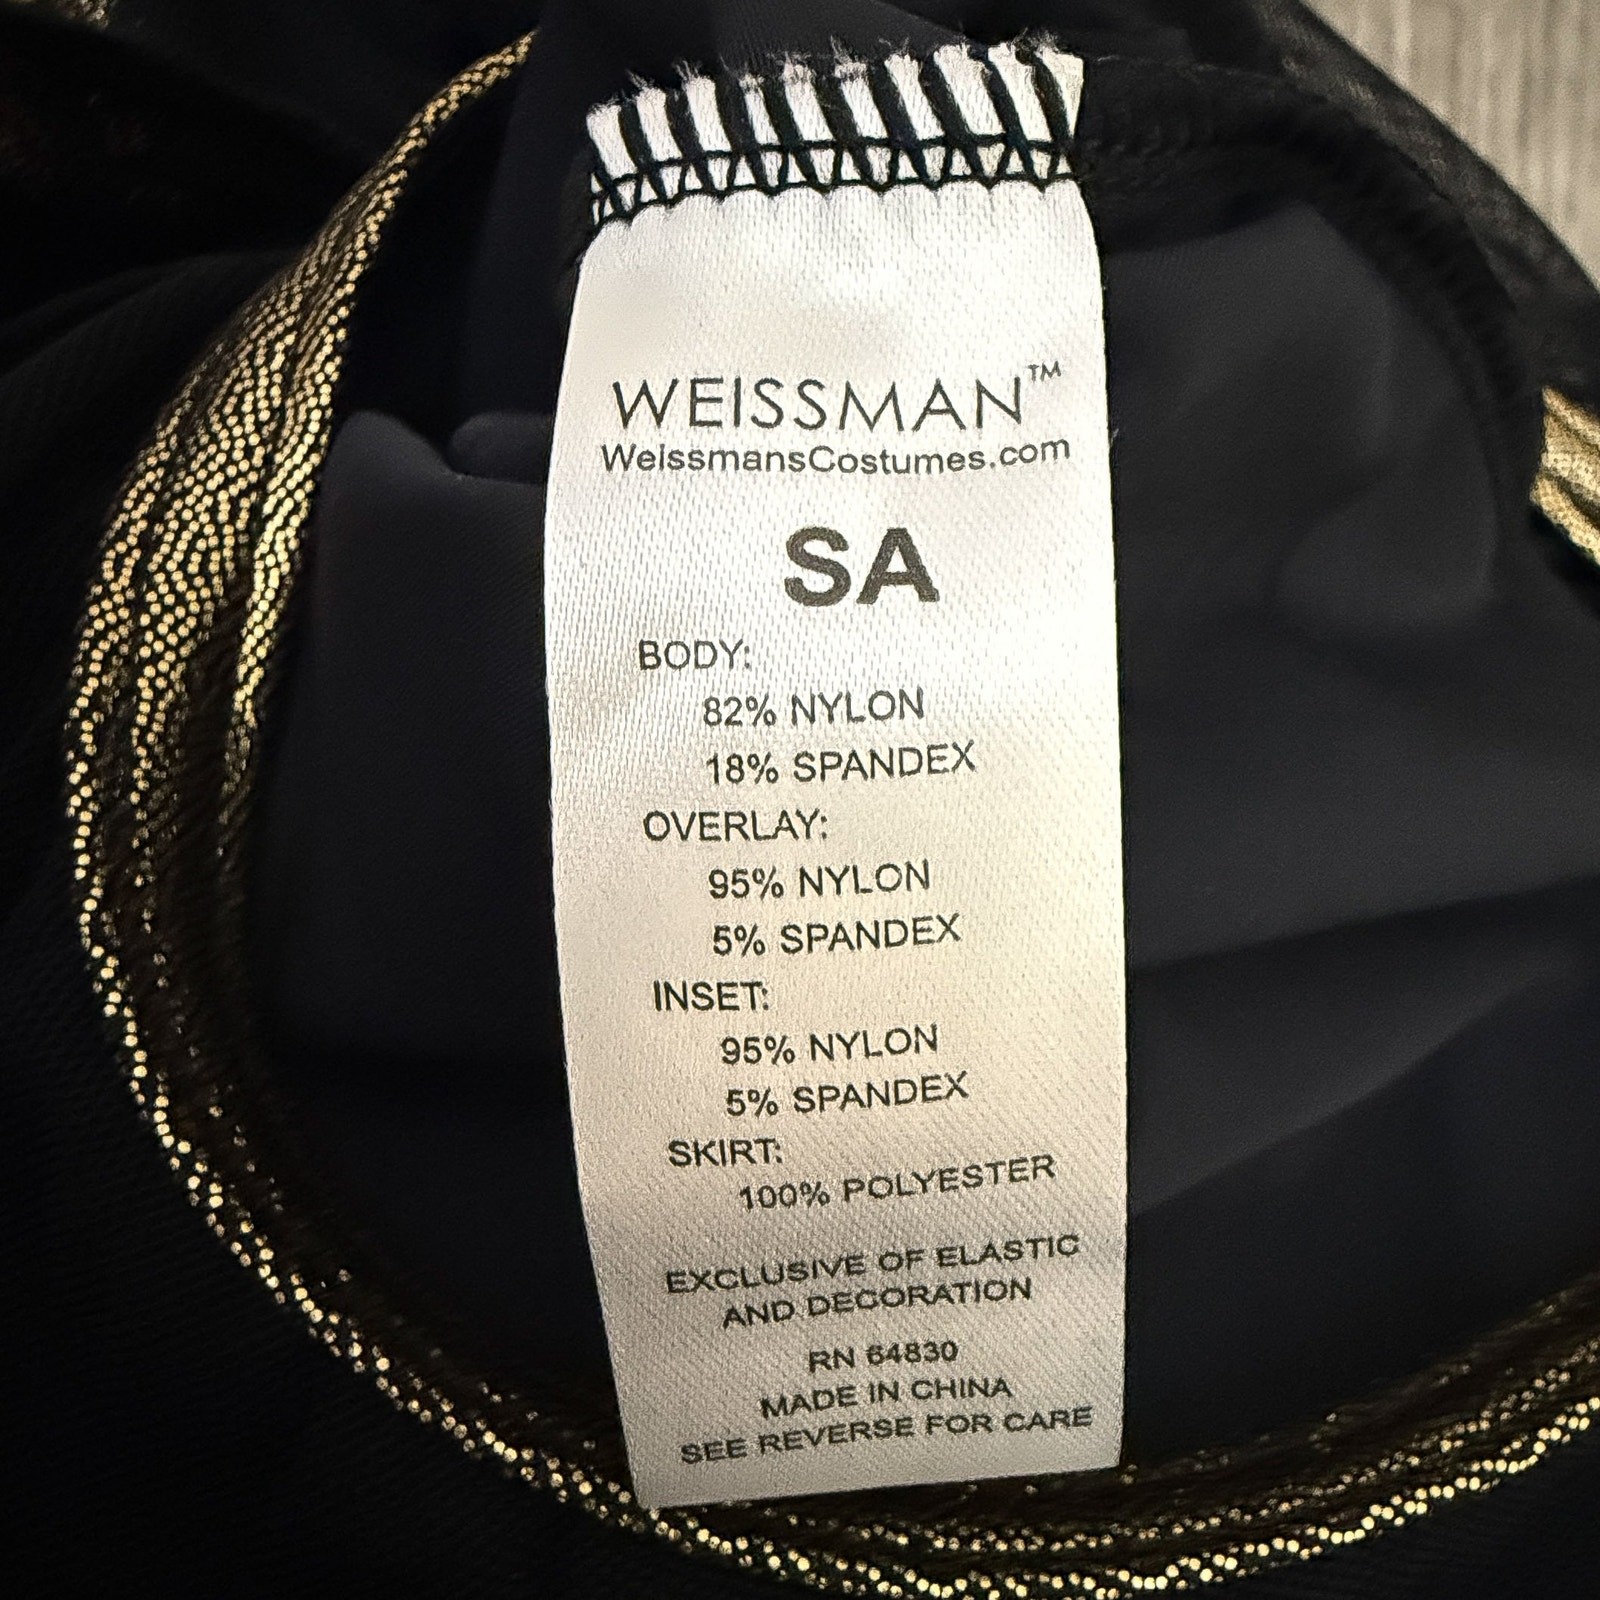 WEISSMAN™
WeissmansCostumes.com
SA
BODY:
82% NYLON
18% SPANDEX
OVERLAY:
95% NYLON
5% SPANDEX
INSET:
95% NYLON
5% SPANDEX
SKIRT:
100% POLYESTER
EXCLUSIVE OF ELASTIC
AND DECORATION
RN 64830
MADE IN CHINA
SEE REVERSE FOR CARE